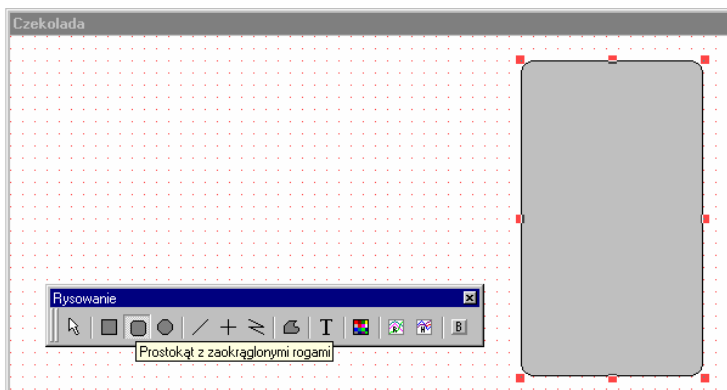 Czekolada
Rysowanie
T
R
H
B
Prostokąt z zaokrąglonymi rogami